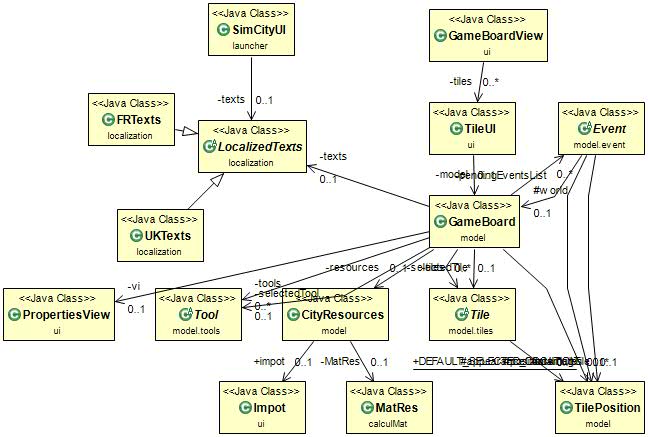 <<Java Class>>
SimCityUI
launcher
<<Java Class>>
GameBoardView
ui
-texts
0..1
-tiles
0..*
<<Java Class>>
FRTexts
localization
<<Java Class>>
LocalizedTexts
localization
<<Java Class>>
TileUI
ui
<<Java Class>>
Event
model.event
-texts
0..1
-model
-pendingEventsList
0..*
#world
0..1
<<Java Class>>
UKTexts
localization
<<Java Class>>
GameBoard
model
-vi
0..1
-resources
0..1
-selectedTile
0..*
0..1
-tools
0..*
-selectedTool
0..1
<<Java Class>>
PropertiesView
ui
<<Java Class>>
Tool
model.tools
<<Java Class>>
CityResources
model
<<Java Class>>
Tile
model.tiles
+impot
0..1
-MatRes
0..1
0..1
<<Java Class>>
Impot
ui
<<Java Class>>
MatRes
calculMat
<<Java Class>>
TilePosition
model